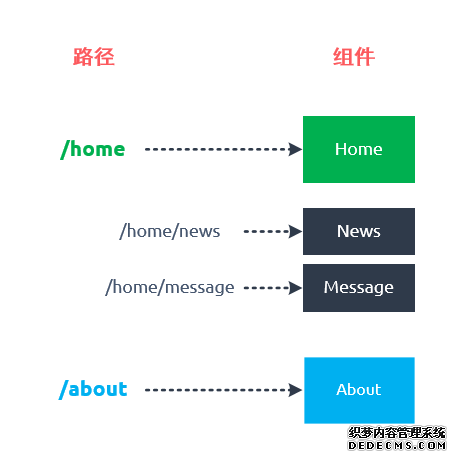 路径 组件
/home Home
/home/news News
/home/message Message
/about About
织梦内容管理系统
DEDECMS.COM